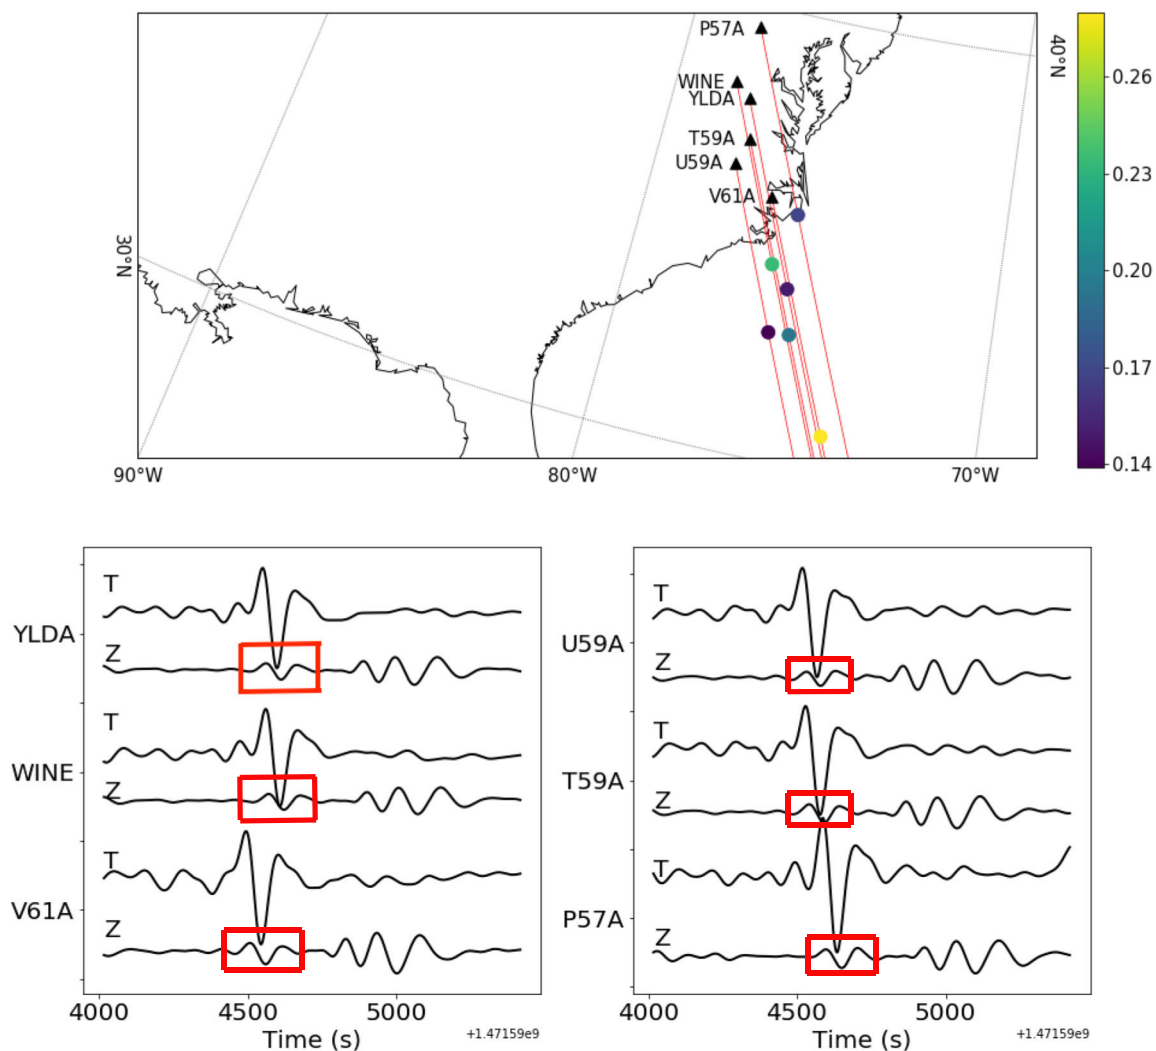 P57A
40°N
WINE
YLDA
T59A
U59A
V61A
30°N
90°W
80°W
70°W
0.26
0.23
0.20
0.17
0.14
YLDA
T
Z
WINE
T
Z
V61A
T
Z
4000
4500
5000
+1.47159e9
Time (s)
U59A
T
Z
T59A
T
Z
P57A
T
Z
4000
4500
5000
+1.47159e9
Time (s)